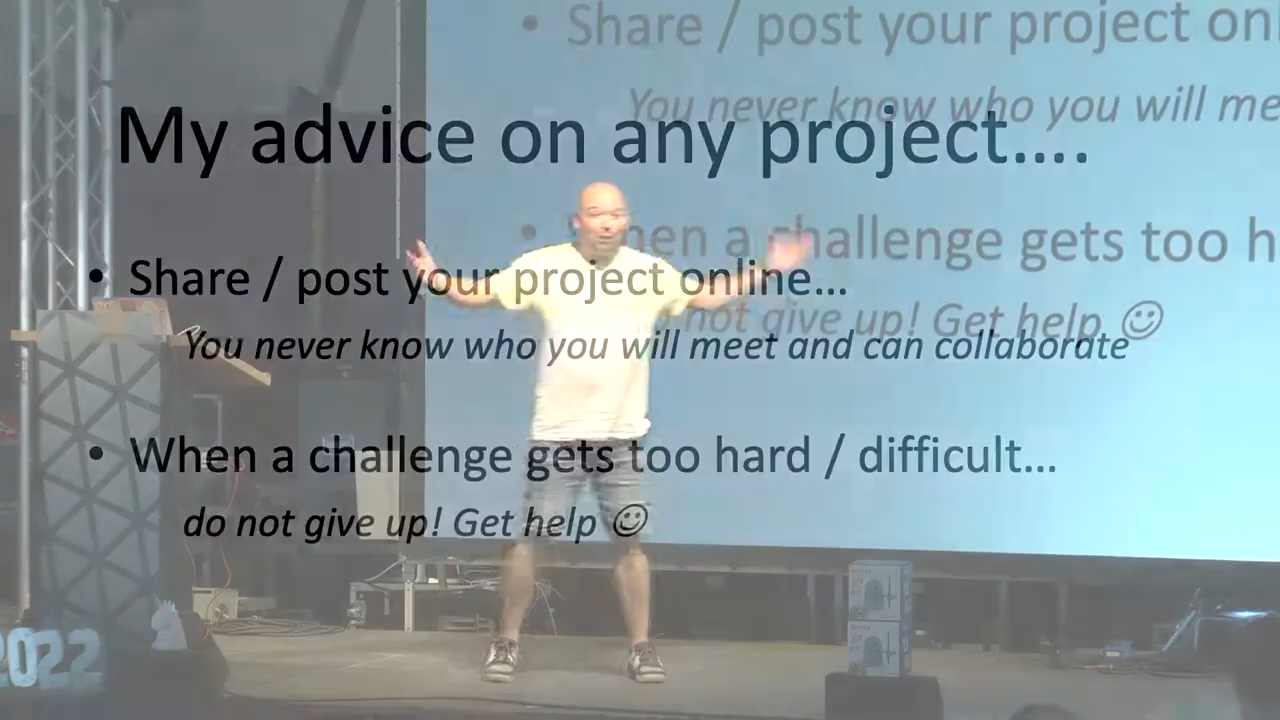 My advice on any project....
• Share / post your project online...
You never know who you will meet and can collaborate
• When a challenge gets too hard / difficult...
do not give up! Get help ☺
• Share / post your project onl
You never know who you will me
• When a challenge gets too h
not give up! Get help ☺
2022